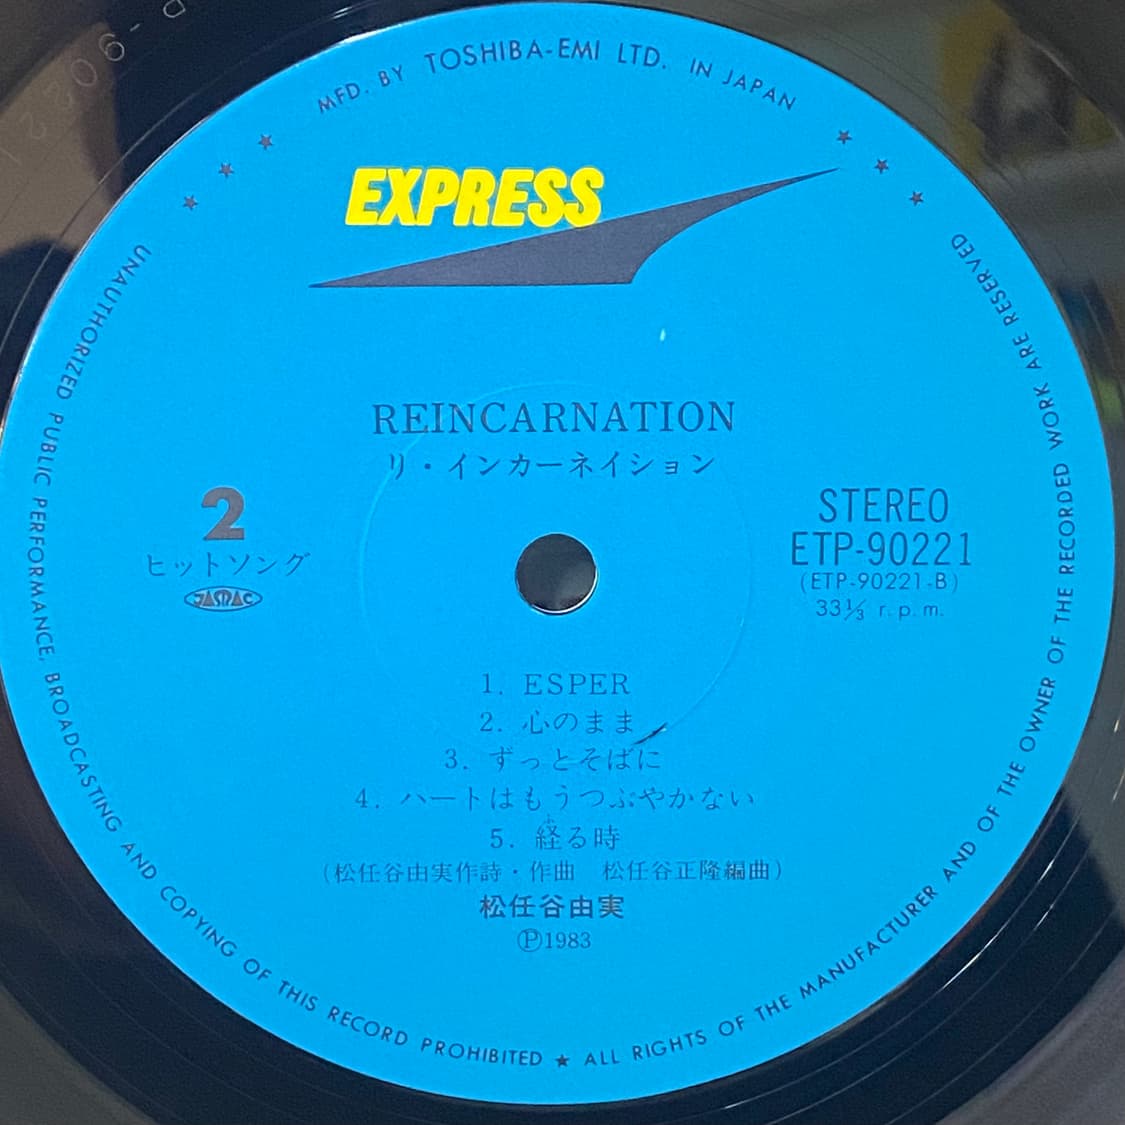 MFD. BY TOSHIBA-EMI LTD. IN JAPAN
EXPRESS
REINCARNATION
リ・インカーネイション
2
ヒットソング
JASRAC
STEREO
ETP-90221
(ETP-90221-B)
33⅓ r.p.m.
1. ESPER
2. 心のまま
3. ずっとそばに
4. ハートはもうつぶやかない
ふ
5. 経る時
(松任谷由実作詩・作曲 松任谷正隆編曲)
松任谷由実
Ⓟ1983
UNAUTHORIZED PUBLIC PERFORMANCE, BROADCASTING AND COPYING OF THIS RECORD PROHIBITED ★ ALL RIGHTS OF THE MANUFACTURER AND OF THE OWNER OF THE RECORDED WORK ARE RESERVED